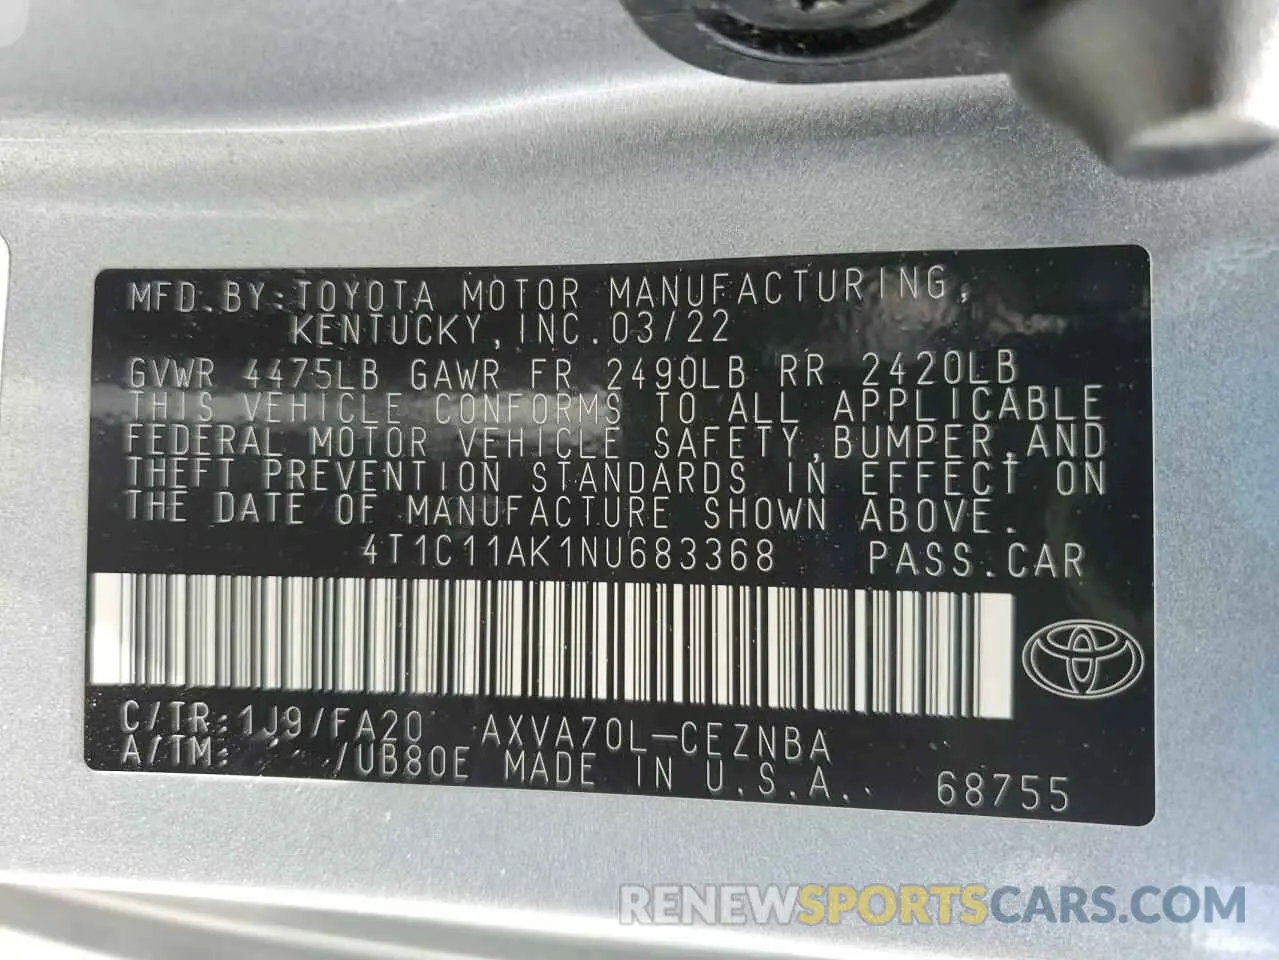 MFD. BY: TOYOTA MOTOR MANUFACTURING,
KENTUCKY, INC. 03/22
GVWR 4475LB GAWR FR 2490LB RR 2420LB
THIS VEHICLE CONFORMS TO ALL APPLICABLE
FEDERAL MOTOR VEHICLE SAFETY, BUMPER, AND
THEFT PREVENTION STANDARDS IN EFFECT ON
THE DATE OF MANUFACTURE SHOWN ABOVE.
4T1C11AK1NU683368 PASS. CAR
C/TR: 1J9/FA20 AXVA70L-CEZNBA
A/TM: /UB80E MADE IN U.S.A. 68755
RENEWSPORTSCARS.COM